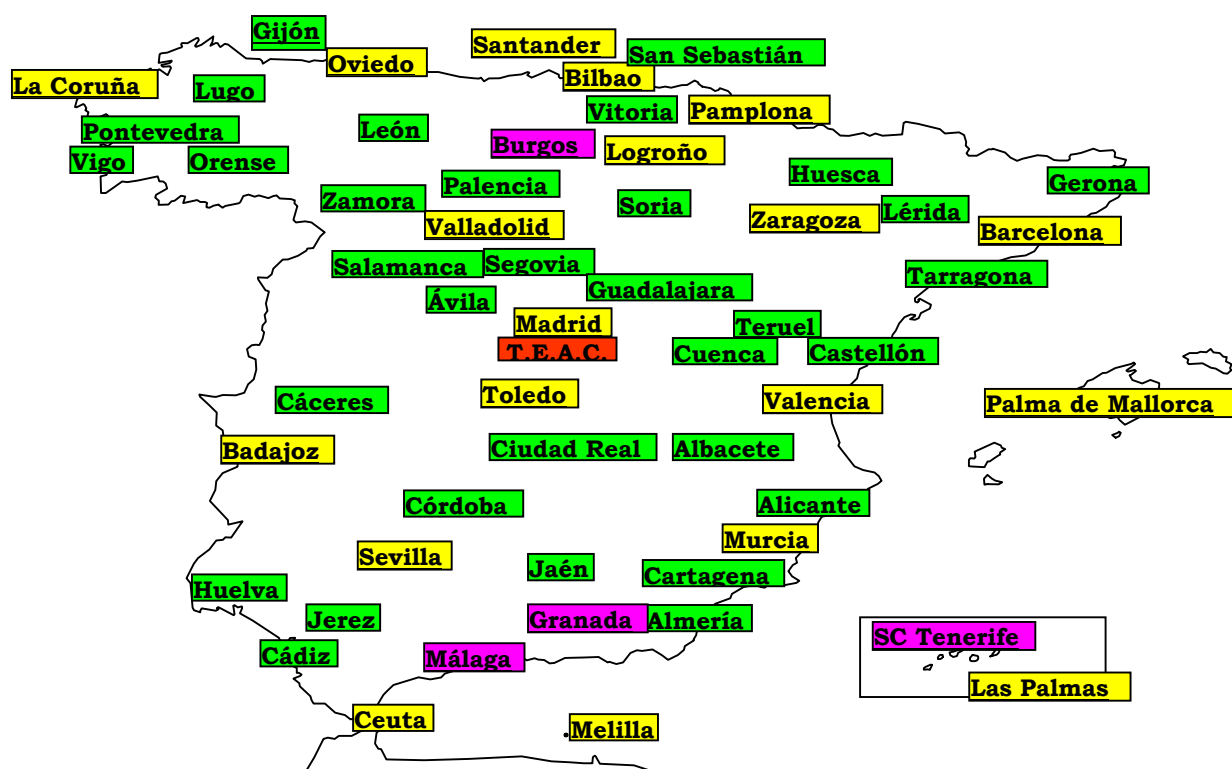 Gijón
Santander
San Sebastián
Oviedo
Bilbao
La Coruña
Lugo
Vitoria
Pamplona
Pontevedra
León
Burgos
Logroño
Vigo
Orense
Huesca
Gerona
Palencia
Zamora
Soria
Lérida
Valladolid
Zaragoza
Barcelona
Salamanca
Segovia
Tarragona
Guadalajara
Ávila
Madrid
Teruel
T.E.A.C.
Cuenca
Castellón
Toledo
Cáceres
Valencia
Palma de Mallorca
Badajoz
Ciudad Real
Albacete
Córdoba
Alicante
Murcia
Sevilla
Jaén
Cartagena
Huelva
Jerez
Granada
Almería
SC Tenerife
Cádiz
Málaga
Las Palmas
Ceuta
Melilla